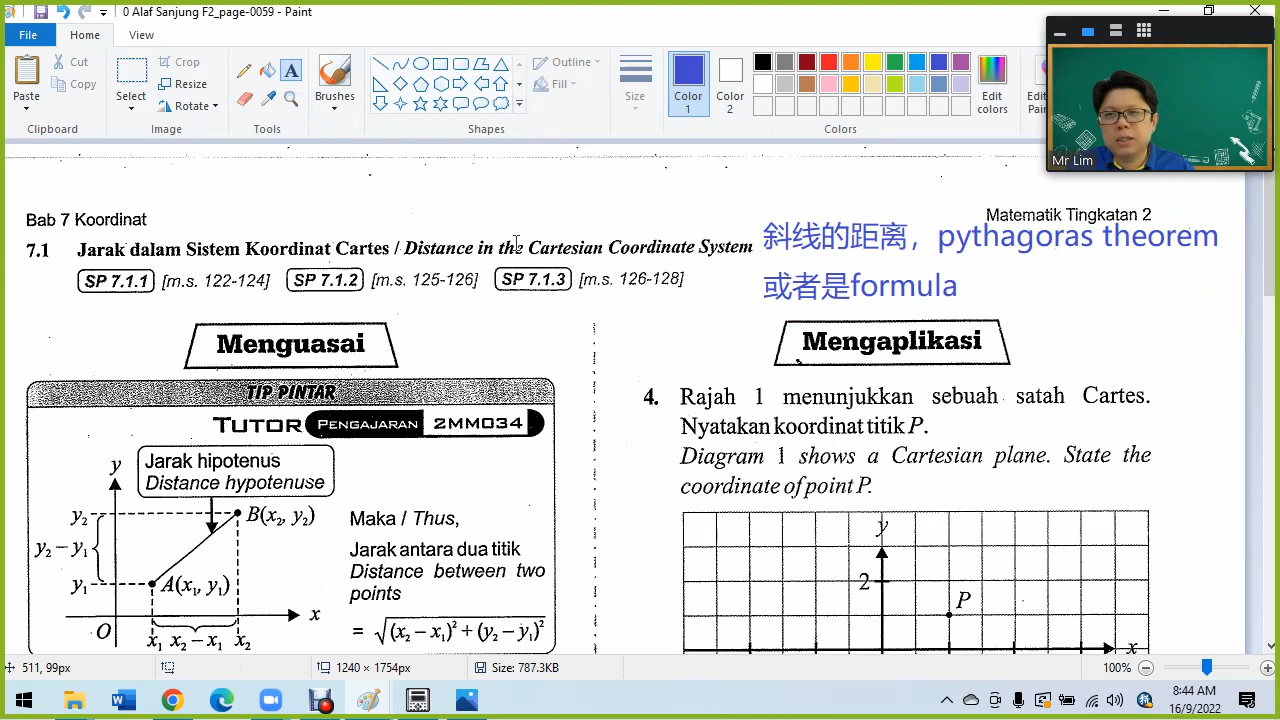 0 Alaf Sanjung F2_page-0059 - Paint
File
Home
View
Paste
Cut
Copy
Clipboard
Select
Crop
Resize
Rotate
Image
Tools
Brushes
Shapes
Outline
Fill
Size
Color 1
Color 2
Edit colors
Colors
Mr Lim
Bab 7 Koordinat
Matematik Tingkatan 2
7.1 Jarak dalam Sistem Koordinat Cartes / Distance in the Cartesian Coordinate System
SP 7.1.1 [m.s. 122-124] SP 7.1.2 [m.s. 125-126] SP 7.1.3 [m.s. 126-128]
斜线的距离，pythagoras theorem
或者是formula
Menguasai
TIP PINTAR
TUTOR PENGAJARAN 2MM034
Jarak hipotenus
Distance hypotenuse
y
y₂
B(x₂, y₂)
y₂ − y₁
y₁
A(x₁, y₁)
x
O
x₁ x₂ − x₁ x₂
Maka / Thus,
Jarak antara dua titik
Distance between two
points
= √(x₂ − x₁)² + (y₂ − y₁)²
Mengaplikasi
4. Rajah 1 menunjukkan sebuah satah Cartes.
Nyatakan koordinat titik P.
Diagram 1 shows a Cartesian plane. State the
coordinate of point P.
y
2
P
x
511, 99px
1240 × 1754px
Size: 787.3KB
100%
8:44 AM
16/9/2022